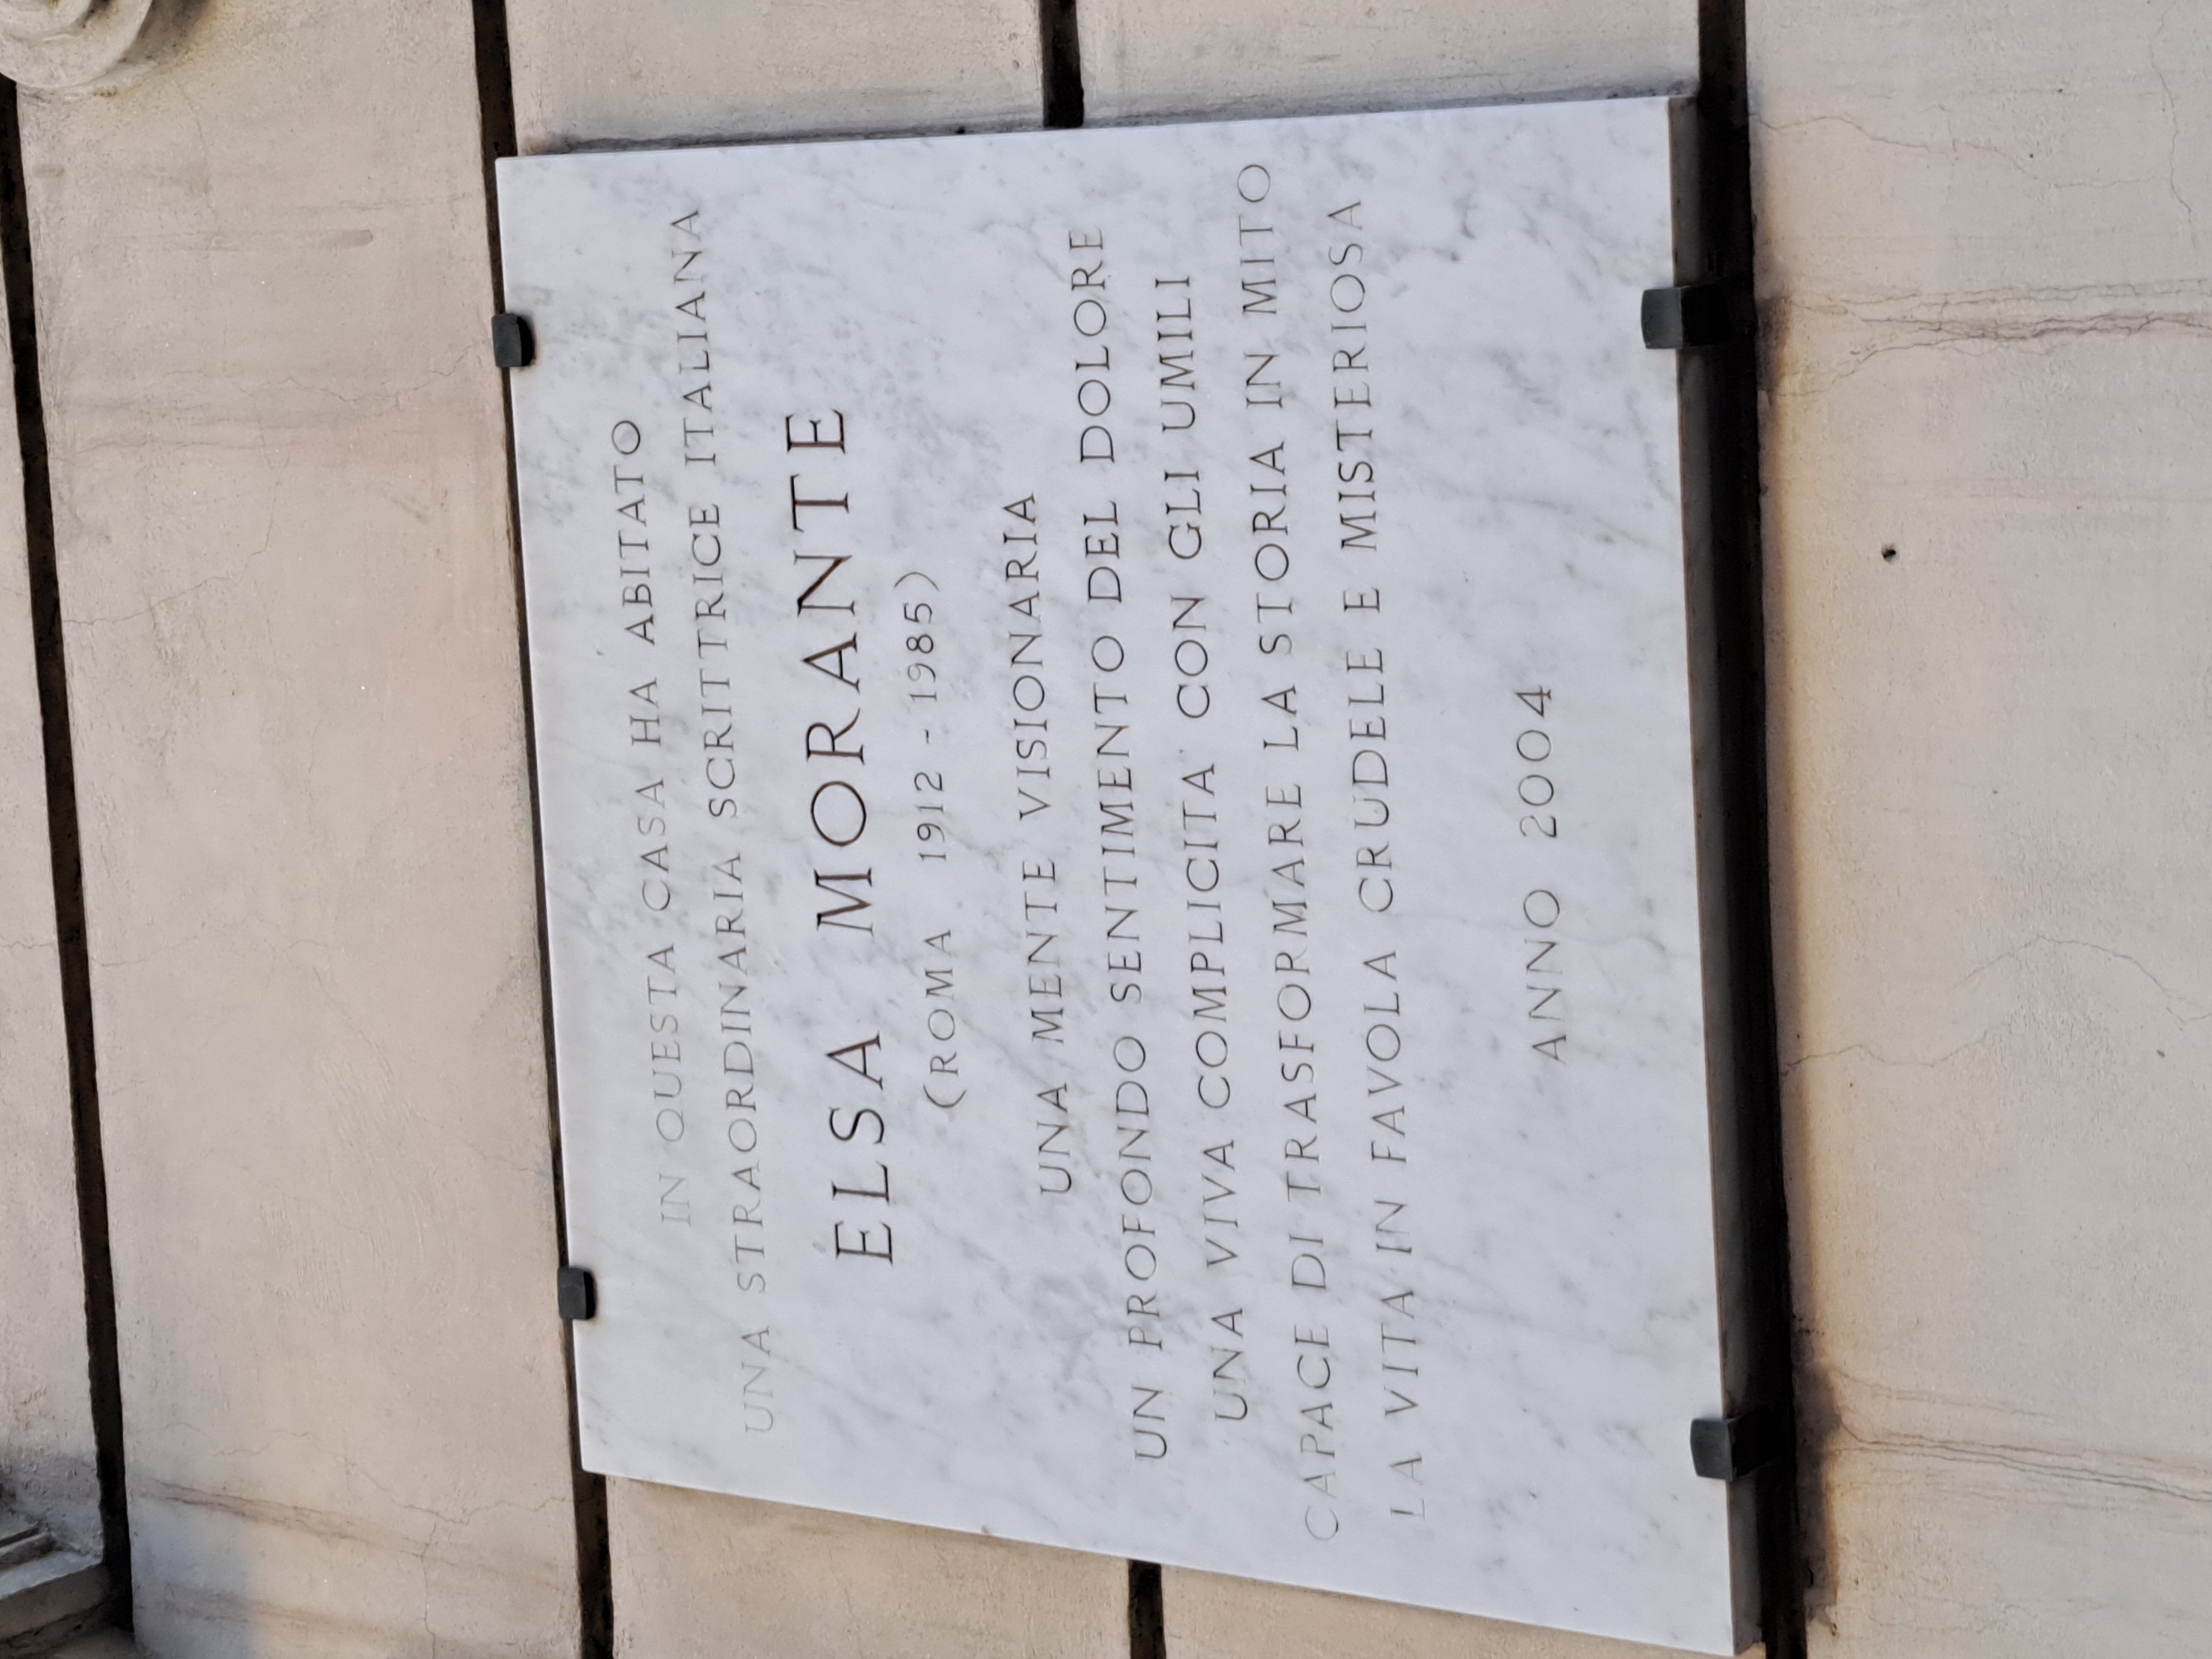 IN QUESTA CASA HA ABITATO
UNA STRAORDINARIA SCRITTRICE ITALIANA
ELSA MORANTE
(ROMA 1912 - 1985)
UNA MENTE VISIONARIA
UN PROFONDO SENTIMENTO DEL DOLORE
UNA VIVA COMPLICITA' CON GLI UMILI
CAPACE DI TRASFORMARE LA STORIA IN MITO
LA VITA IN FAVOLA CRUDELE E MISTERIOSA
ANNO 2004